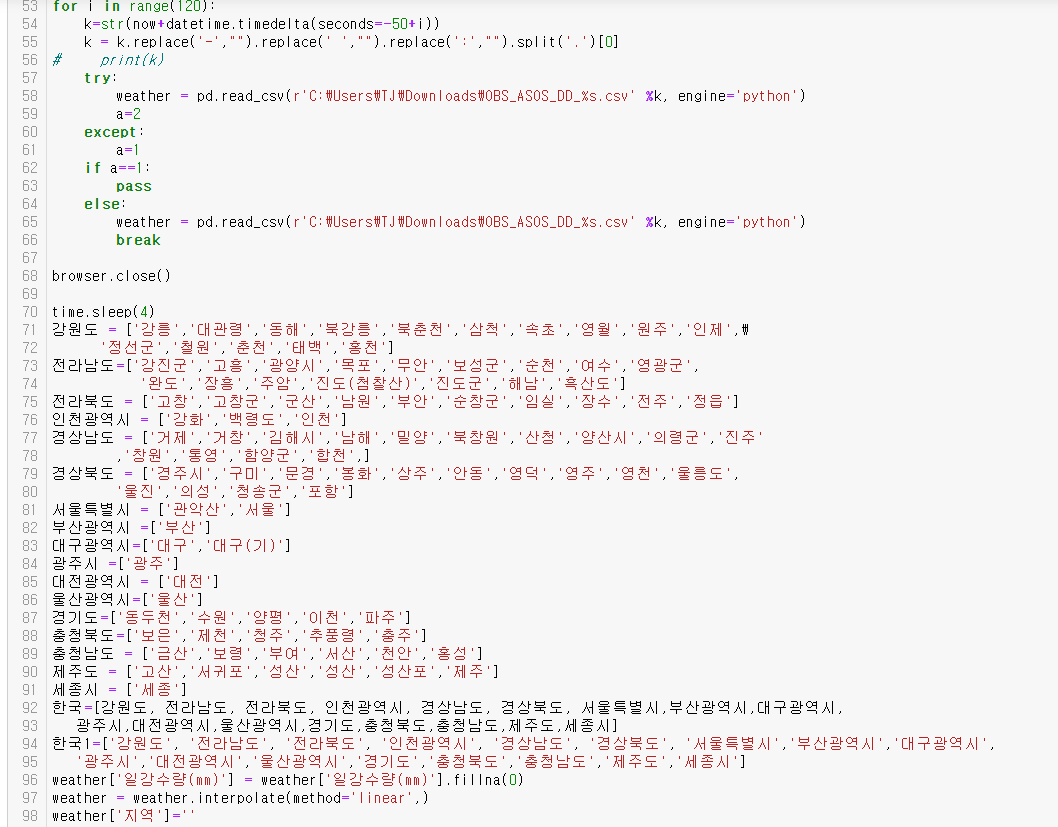 53 for i in range(120):
54     k=str(now+datetime.timedelta(seconds=-50+i))
55     k = k.replace('-',"").replace(' ',"").replace(':',"").split('.')[0]
56 #     print(k)
57     try:
58         weather = pd.read_csv(r'C:₩Users₩TJ₩Downloads₩OBS_ASOS_DD_%s.csv' %k, engine='python')
59         a=2
60     except:
61         a=1
62     if a==1:
63         pass
64     else:
65         weather = pd.read_csv(r'C:₩Users₩TJ₩Downloads₩OBS_ASOS_DD_%s.csv' %k, engine='python')
66         break
67
68 browser.close()
69
70 time.sleep(4)
71 강원도 = ['강릉','대관령','동해','북강릉','북춘천','삼척','속초','영월','원주','인제',₩
72       '정선군','철원','춘천','태백','홍천']
73 전라남도=['강진군','고흥','광양시','목포','무안','보성군','순천','여수','영광군',
74           '완도','장흥','주암','진도(첨찰산)','진도군','해남','흑산도']
75 전라북도 = ['고창','고창군','군산','남원','부안','순창군','임실','장수','전주','정읍']
76 인천광역시 = ['강화','백령도','인천']
77 경상남도 = ['거제','거창','김해시','남해','밀양','북창원','산청','양산시','의령군','진주'
78         ,'창원','통영','함양군','합천',]
79 경상북도 = ['경주시','구미','문경','봉화','상주','안동','영덕','영주','영천','울릉도',
80         '울진','의성','청송군','포항']
81 서울특별시 = ['관악산','서울']
82 부산광역시 =['부산']
83 대구광역시=['대구','대구(기)']
84 광주시 =['광주']
85 대전광역시 = ['대전']
86 울산광역시=['울산']
87 경기도=['동두천','수원','양평','이천','파주']
88 충청북도=['보은','제천','청주','추풍령','충주']
89 충청남도 = ['금산','보령','부여','서산','천안','홍성']
90 제주도 = ['고산','서귀포','성산','성산','성산포','제주']
91 세종시 = ['세종']
92 한국=[강원도, 전라남도, 전라북도, 인천광역시, 경상남도, 경상북도, 서울특별시,부산광역시,대구광역시,
93    광주시,대전광역시,울산광역시,경기도,충청북도,충청남도,제주도,세종시]
94 한국1=['강원도', '전라남도', '전라북도', '인천광역시', '경상남도', '경상북도', '서울특별시','부산광역시','대구광역시',
95    '광주시','대전광역시','울산광역시','경기도','충청북도','충청남도','제주도','세종시']
96 weather['일강수량(mm)'] = weather['일강수량(mm)'].fillna(0)
97 weather = weather.interpolate(method='linear',)
98 weather['지역']=''